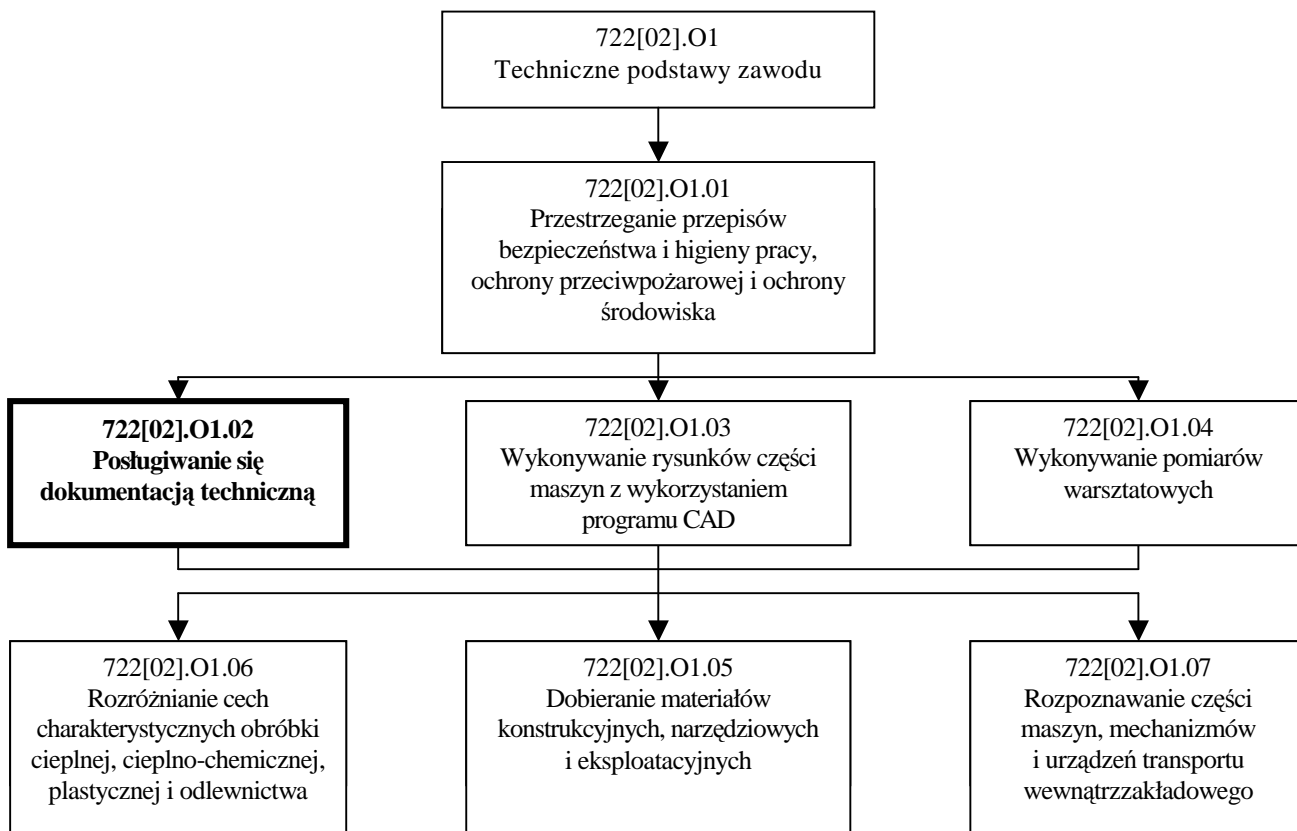 722[02].O1
Techniczne podstawy zawodu
722[02].O1.01
Przestrzeganie przepisów
bezpieczeństwa i higieny pracy,
ochrony przeciwpożarowej i ochrony
środowiska
722[02].O1.02
Posługiwanie się
dokumentacją techniczną
722[02].O1.03
Wykonywanie rysunków części
maszyn z wykorzystaniem
programu CAD
722[02].O1.04
Wykonywanie pomiarów
warsztatowych
722[02].O1.06
Rozróżnianie cech
charakterystycznych obróbki
cieplnej, cieplno-chemicznej,
plastycznej i odlewnictwa
722[02].O1.05
Dobieranie materiałów
konstrukcyjnych, narzędziowych
i eksploatacyjnych
722[02].O1.07
Rozpoznawanie części
maszyn, mechanizmów
i urządzeń transportu
wewnątrzzakładowego